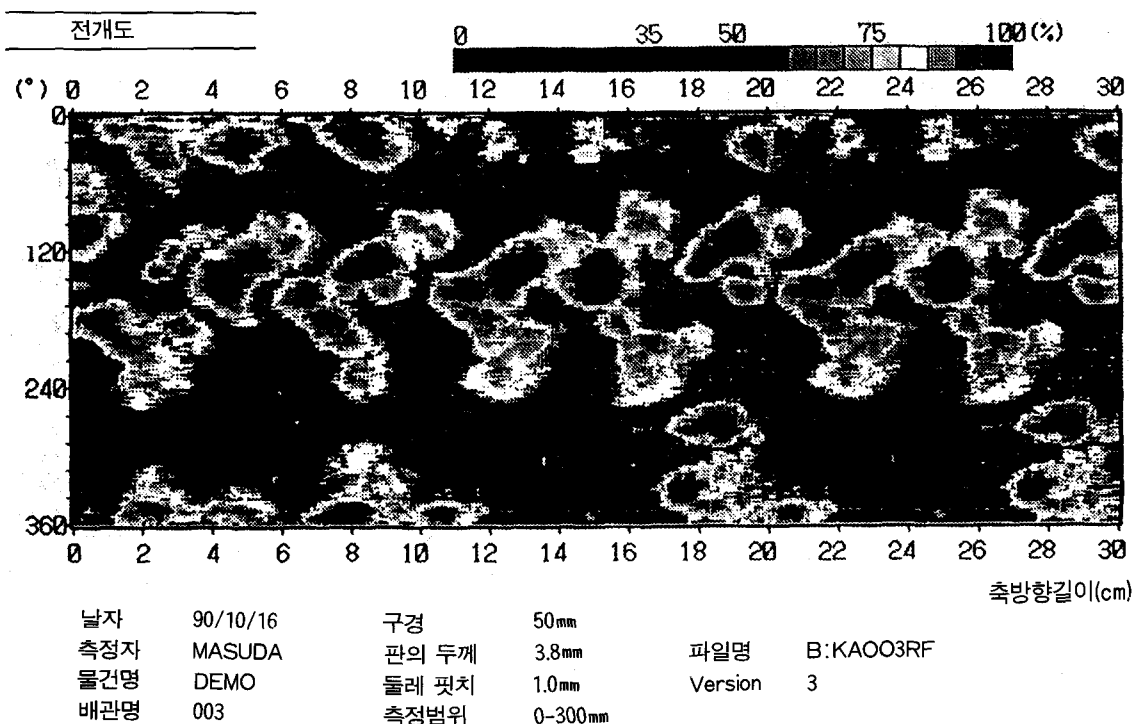 전개도
0 35 50 75 100(%)
(°) 0 2 4 6 8 10 12 14 16 18 20 22 24 26 28 30
0
120
240
360
0 2 4 6 8 10 12 14 16 18 20 22 24 26 28 30
축방향길이(cm)
날자 90/10/16 구경 50mm
측정자 MASUDA 판의 두께 3.8mm 파일명 B:KA003RF
물건명 DEMO 둘레 핏치 1.0mm Version 3
배관명 003 측정범위 0-300mm